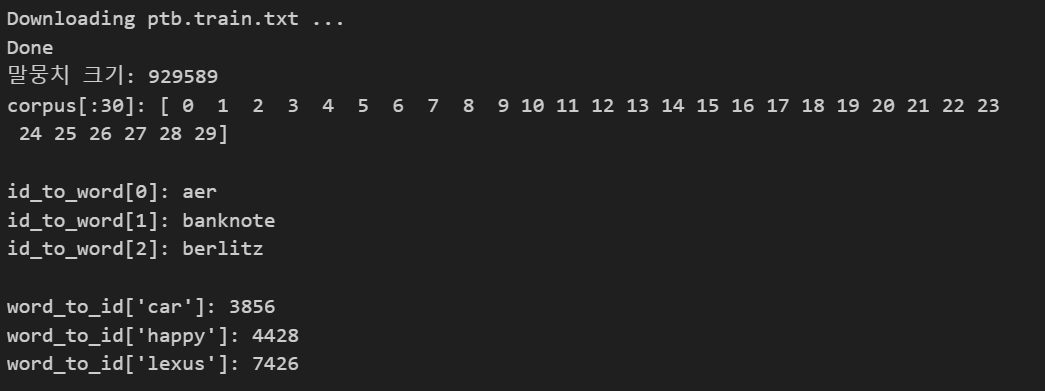 Downloading ptb.train.txt ...
Done
말뭉치 크기: 929589
corpus[:30]: [ 0  1  2  3  4  5  6  7  8  9 10 11 12 13 14 15 16 17 18 19 20 21 22 23
 24 25 26 27 28 29]

id_to_word[0]: aer
id_to_word[1]: banknote
id_to_word[2]: berlitz

word_to_id['car']: 3856
word_to_id['happy']: 4428
word_to_id['lexus']: 7426